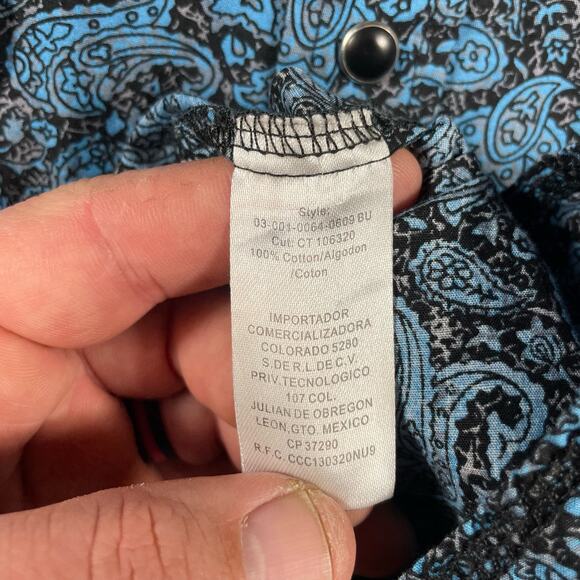 Style:
03-001-0064-0609 BU
Cut: CT 106320
100% Cotton/Algodon
/Coton
IMPORTADOR
COMERCIALIZADORA
COLORADO 5280
S.DE R.L.DE C.V.
PRIV.TECNOLOGICO
107 COL.
JULIAN DE OBREGON
LEON,GTO. MEXICO
CP 37290
R.F.C. CCC130320NU9